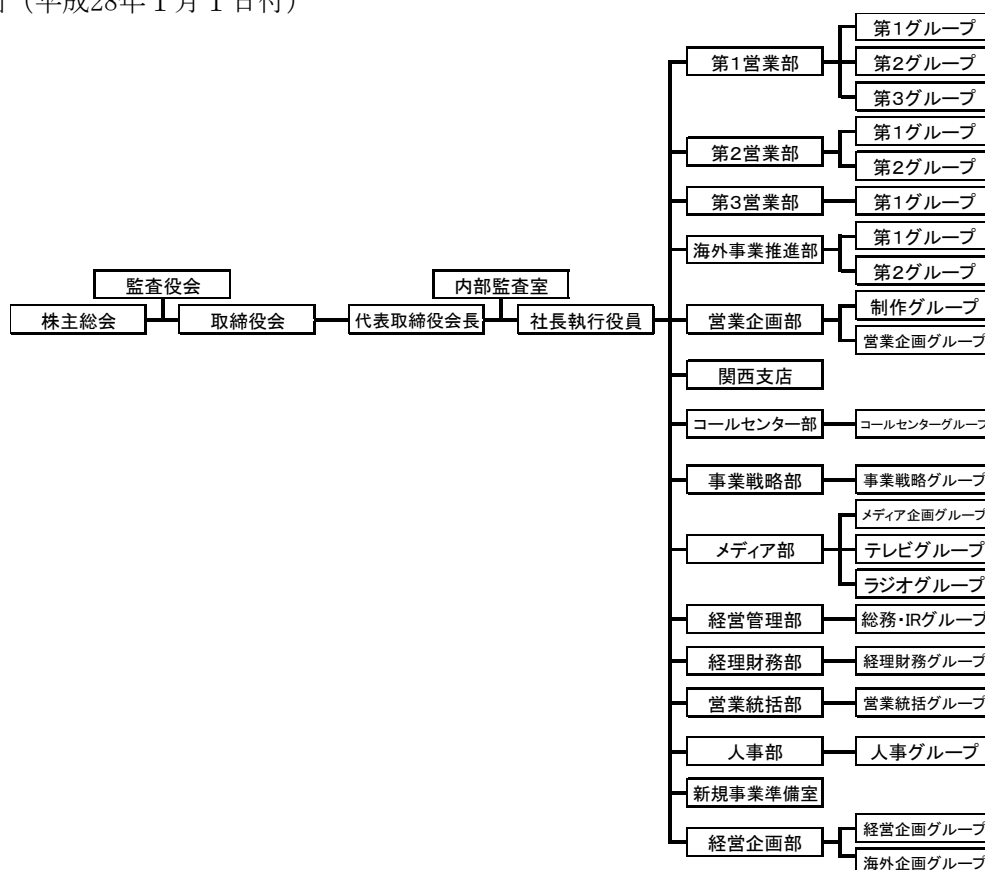 （平成28年１月１日付）
第1グループ
第1営業部
第2グループ
第3グループ
第1グループ
第2営業部
第2グループ
第3営業部
第1グループ
第1グループ
海外事業推進部
第2グループ
監査役会
内部監査室
株主総会
取締役会
代表取締役会長
社長執行役員
営業企画部
制作グループ
営業企画グループ
関西支店
コールセンター部
コールセンターグループ
事業戦略部
事業戦略グループ
メディア企画グループ
メディア部
テレビグループ
ラジオグループ
経営管理部
総務・IRグループ
経理財務部
経理財務グループ
営業統括部
営業統括グループ
人事部
人事グループ
新規事業準備室
経営企画グループ
経営企画部
海外企画グループ